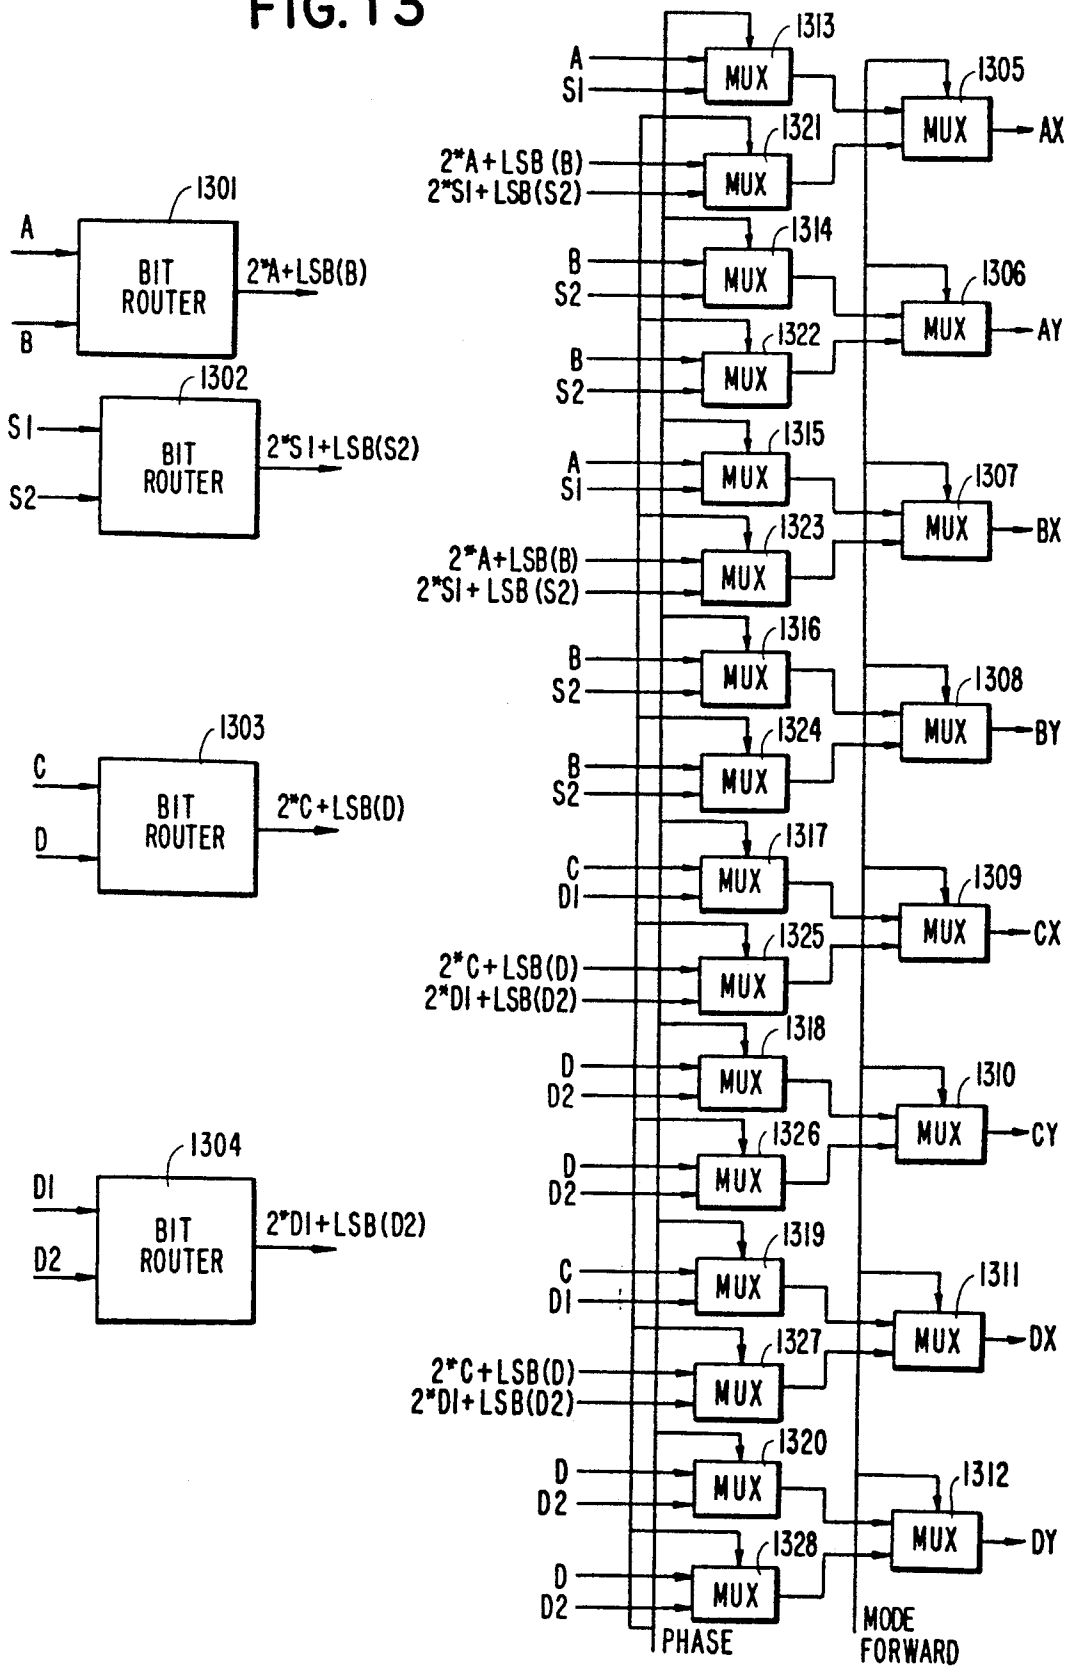 FIG. 13
1301
A
B
BIT
ROUTER
2*A+LSB(B)
1302
S1
S2
BIT
ROUTER
2*S1+LSB(S2)
1303
C
D
BIT
ROUTER
2*C+LSB(D)
1304
D1
D2
BIT
ROUTER
2*D1+LSB(D2)
1313
A
S1
MUX
1305
MUX
AX
1321
2*A+LSB (B)
2*S1+LSB(S2)
MUX
1314
B
S2
MUX
1306
MUX
AY
1322
B
S2
MUX
1315
A
S1
MUX
1307
MUX
BX
1323
2*A+LSB(B)
2*S1+LSB (S2)
MUX
1316
B
S2
MUX
1308
MUX
BY
1324
B
S2
MUX
1317
C
D1
MUX
1309
MUX
CX
1325
2*C+LSB(D)
2*D1+LSB(D2)
MUX
1318
D
D2
MUX
1310
MUX
CY
1326
D
D2
MUX
1319
C
D1
MUX
1311
MUX
DX
1327
2*C+LSB(D)
2*D1+LSB(D2)
MUX
1320
D
D2
MUX
1312
MUX
DY
1328
D
D2
MUX
PHASE
MODE
FORWARD